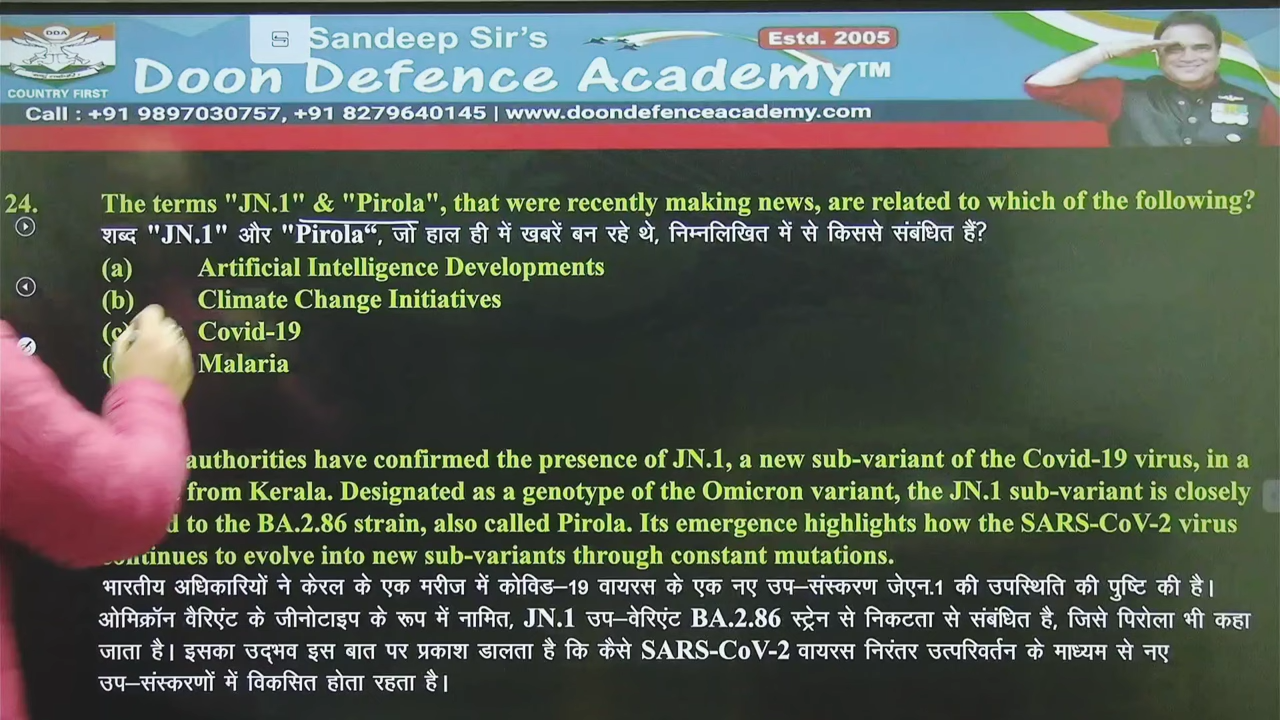 DDA
COUNTRY FIRST
Sandeep Sir's
Estd. 2005
Doon Defence Academy™
Call : +91 9897030757, +91 8279640145 | www.doondefenceacademy.com
24. The terms "JN.1" & "Pirola", that were recently making news, are related to which of the following?
शब्द "JN.1" और "Pirola“, जो हाल ही में खबरें बन रहे थे, निम्नलिखित में से किससे संबंधित हैं?
(a) Artificial Intelligence Developments
(b) Climate Change Initiatives
(c) Covid-19
Malaria
authorities have confirmed the presence of JN.1, a new sub-variant of the Covid-19 virus, in a
from Kerala. Designated as a genotype of the Omicron variant, the JN.1 sub-variant is closely
to the BA.2.86 strain, also called Pirola. Its emergence highlights how the SARS-CoV-2 virus
continues to evolve into new sub-variants through constant mutations.
भारतीय अधिकारियों ने केरल के एक मरीज में कोविड–19 वायरस के एक नए उप–संस्करण जेएन.1 की उपस्थिति की पुष्टि की है।
ओमिक्रॉन वैरिएंट के जीनोटाइप के रूप में नामित, JN.1 उप–वेरिएंट BA.2.86 स्ट्रेन से निकटता से संबंधित है, जिसे पिरोला भी कहा
जाता है। इसका उद्भव इस बात पर प्रकाश डालता है कि कैसे SARS-CoV-2 वायरस निरंतर उत्परिवर्तन के माध्यम से नए
उप–संस्करणों में विकसित होता रहता है।